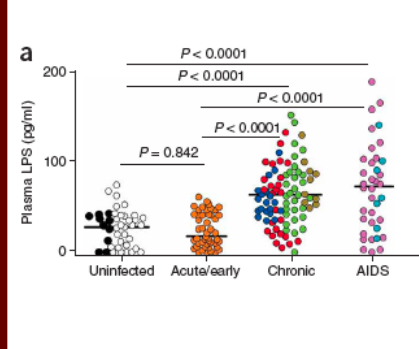 a
P < 0.0001
P < 0.0001
P < 0.0001
P < 0.0001
P = 0.842
Plasma LPS (pg/ml)
200
100
0
Uninfected Acute/early Chronic AIDS